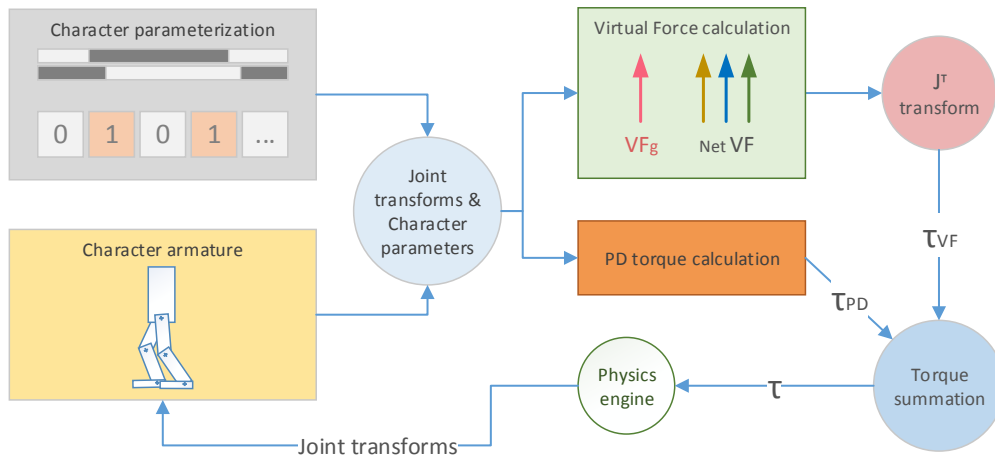 Character parameterization
0 1 0 1 ...
Character armature
Joint
transforms &
Character
parameters
Virtual Force calculation
VFg Net VF
PD torque calculation
Jᵀ
transform
τVF
τPD
Torque
summation
τ
Physics
engine
Joint transforms